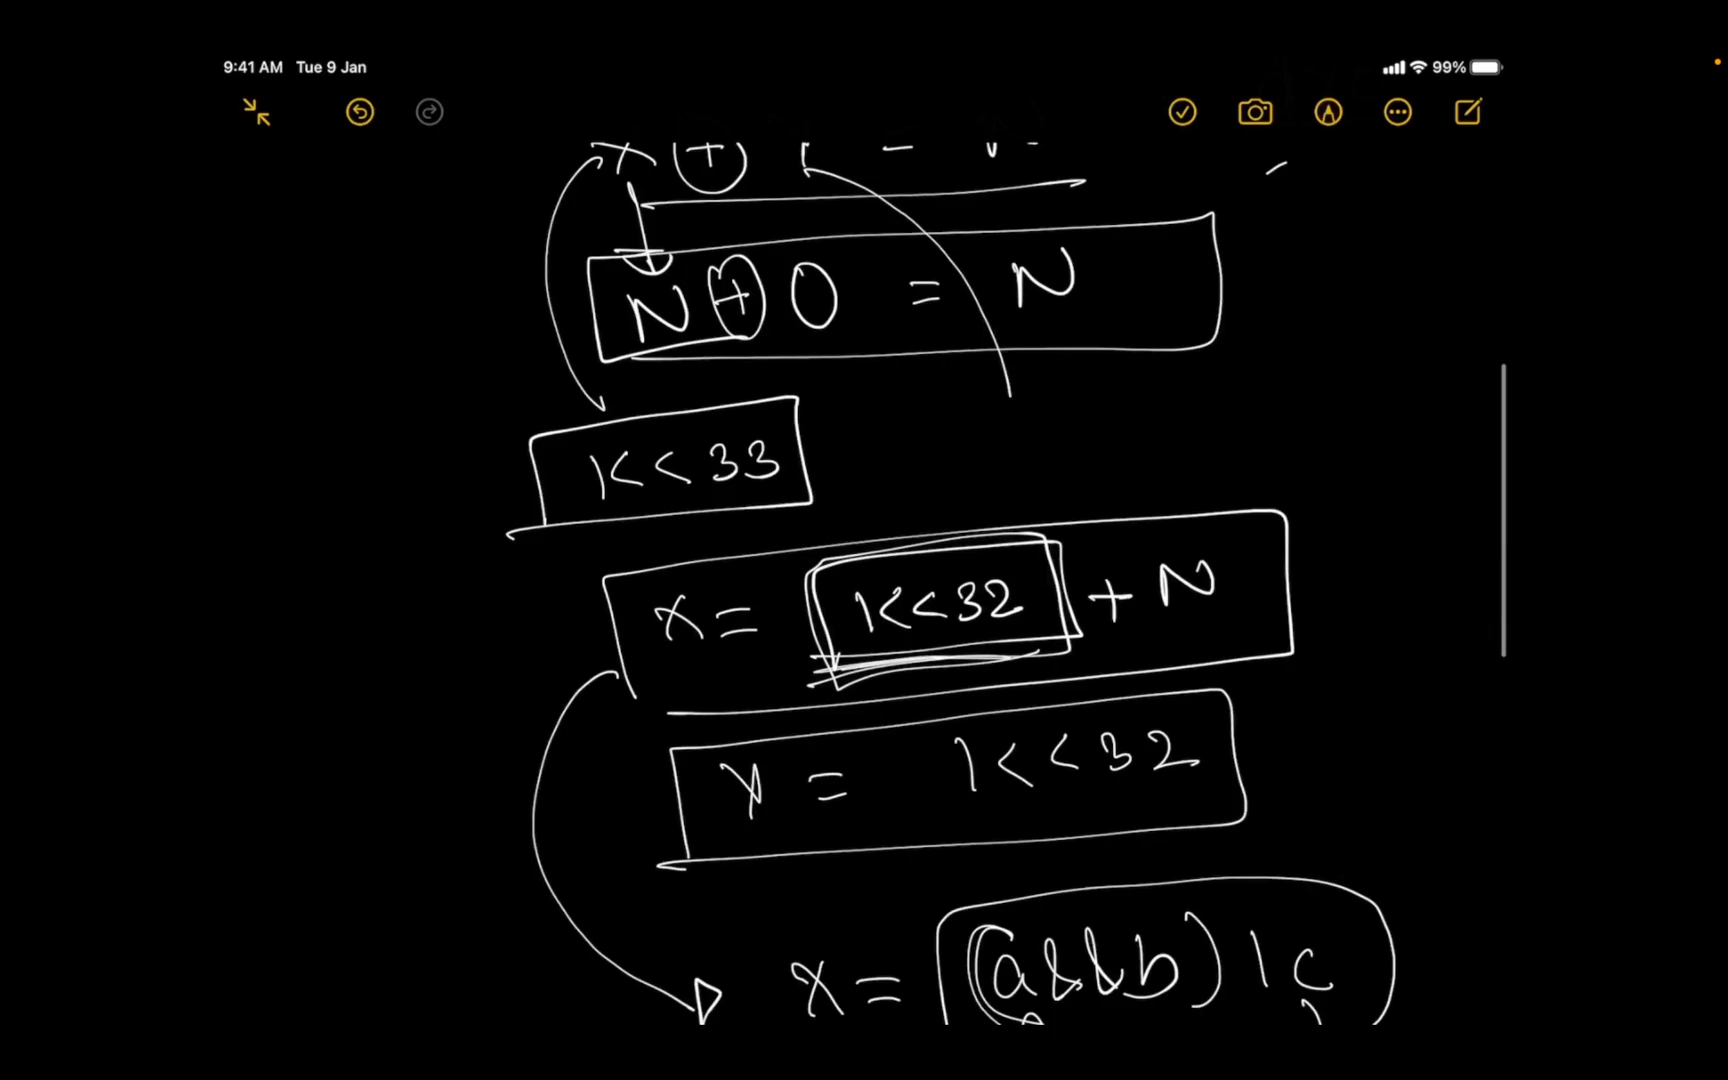 9:41 AM Tue 9 Jan 99%
N ⊕ 0 = N
1<<33
x = 1<<32 + N
y = 1<<32
x = (a&&b) | c